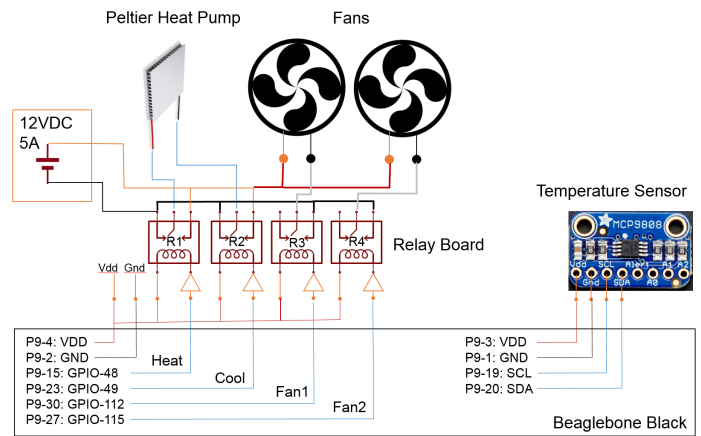 Peltier Heat Pump
Fans
12VDC
5A
Temperature Sensor
MCP9808
R1
R2
R3
R4
Relay Board
Vdd
Gnd
Vdd
SCL
Alert
A1
A2
Gnd
SDA
A0
P9-4: VDD
P9-2: GND
P9-15: GPIO-48
P9-23: GPIO-49
P9-30: GPIO-112
P9-27: GPIO-115
Heat
Cool
Fan1
Fan2
P9-3: VDD
P9-1: GND
P9-19: SCL
P9-20: SDA
Beaglebone Black